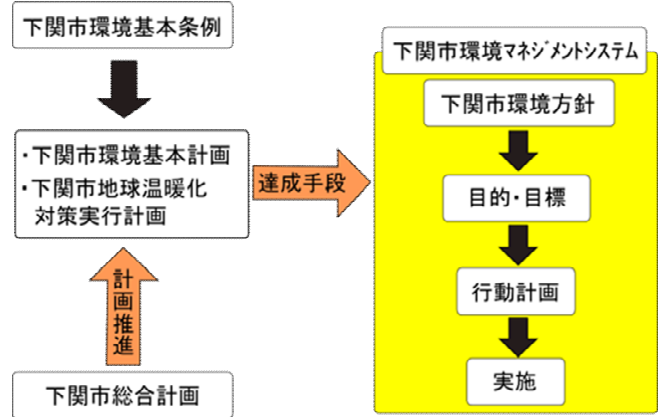 下関市環境基本条例
・下関市環境基本計画
・下関市地球温暖化
対策実行計画
計画推進
下関市総合計画
達成手段
下関市環境マネジメントシステム
下関市環境方針
目的・目標
行動計画
実施